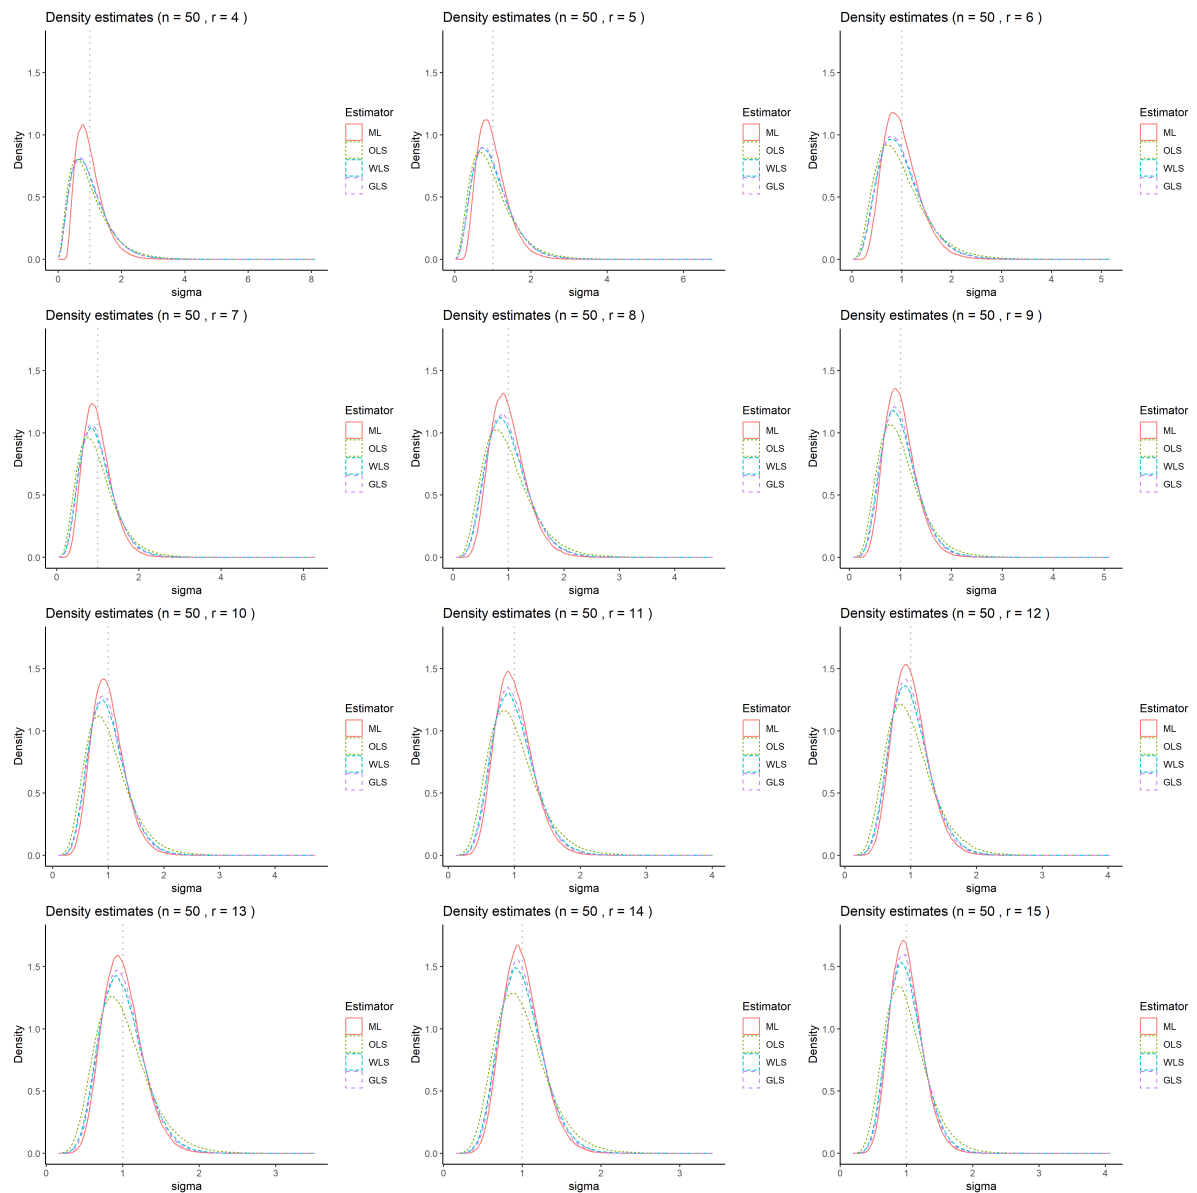 Density estimates (n = 50 , r = 4 )
Density estimates (n = 50 , r = 5 )
Density estimates (n = 50 , r = 6 )
Density
1.5
1.0
0.5
0.0
0 2 4 6 8
sigma
Estimator
ML
OLS
WLS
GLS
Density
1.5
1.0
0.5
0.0
0 2 4 6
sigma
Estimator
ML
OLS
WLS
GLS
Density
1.5
1.0
0.5
0.0
0 1 2 3 4 5
sigma
Estimator
ML
OLS
WLS
GLS
Density estimates (n = 50 , r = 7 )
Density estimates (n = 50 , r = 8 )
Density estimates (n = 50 , r = 9 )
Density
1.5
1.0
0.5
0.0
0 2 4 6
sigma
Estimator
ML
OLS
WLS
GLS
Density
1.5
1.0
0.5
0.0
0 1 2 3 4
sigma
Estimator
ML
OLS
WLS
GLS
Density
1.5
1.0
0.5
0.0
0 1 2 3 4 5
sigma
Estimator
ML
OLS
WLS
GLS
Density estimates (n = 50 , r = 10 )
Density estimates (n = 50 , r = 11 )
Density estimates (n = 50 , r = 12 )
Density
1.5
1.0
0.5
0.0
0 1 2 3 4
sigma
Estimator
ML
OLS
WLS
GLS
Density
1.5
1.0
0.5
0.0
0 1 2 3 4
sigma
Estimator
ML
OLS
WLS
GLS
Density
1.5
1.0
0.5
0.0
0 1 2 3 4
sigma
Estimator
ML
OLS
WLS
GLS
Density estimates (n = 50 , r = 13 )
Density estimates (n = 50 , r = 14 )
Density estimates (n = 50 , r = 15 )
Density
1.5
1.0
0.5
0.0
0 1 2 3
sigma
Estimator
ML
OLS
WLS
GLS
Density
1.5
1.0
0.5
0.0
0 1 2 3
sigma
Estimator
ML
OLS
WLS
GLS
Density
1.5
1.0
0.5
0.0
0 1 2 3 4
sigma
Estimator
ML
OLS
WLS
GLS